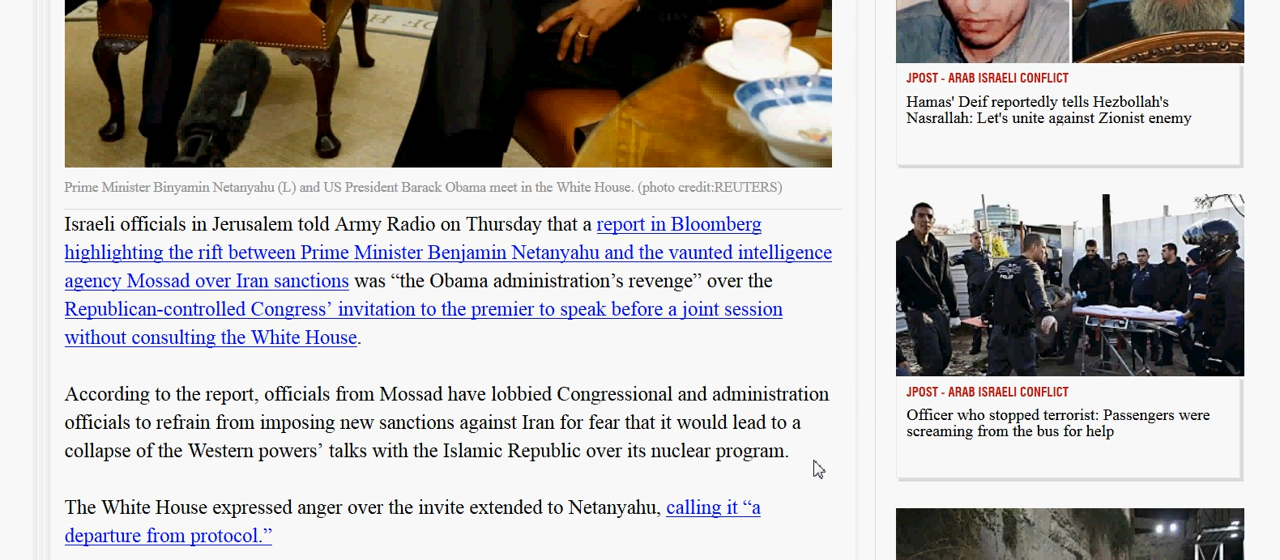 Prime Minister Binyamin Netanyahu (L) and US President Barack Obama meet in the White House. (photo credit:REUTERS)
Israeli officials in Jerusalem told Army Radio on Thursday that a report in Bloomberg
highlighting the rift between Prime Minister Benjamin Netanyahu and the vaunted intelligence
agency Mossad over Iran sanctions was “the Obama administration’s revenge” over the
Republican-controlled Congress’ invitation to the premier to speak before a joint session
without consulting the White House.
According to the report, officials from Mossad have lobbied Congressional and administration
officials to refrain from imposing new sanctions against Iran for fear that it would lead to a
collapse of the Western powers’ talks with the Islamic Republic over its nuclear program.
The White House expressed anger over the invite extended to Netanyahu, calling it “a
departure from protocol.”
JPOST - ARAB ISRAELI CONFLICT
Hamas' Deif reportedly tells Hezbollah's
Nasrallah: Let's unite against Zionist enemy
JPOST - ARAB ISRAELI CONFLICT
Officer who stopped terrorist: Passengers were
screaming from the bus for help